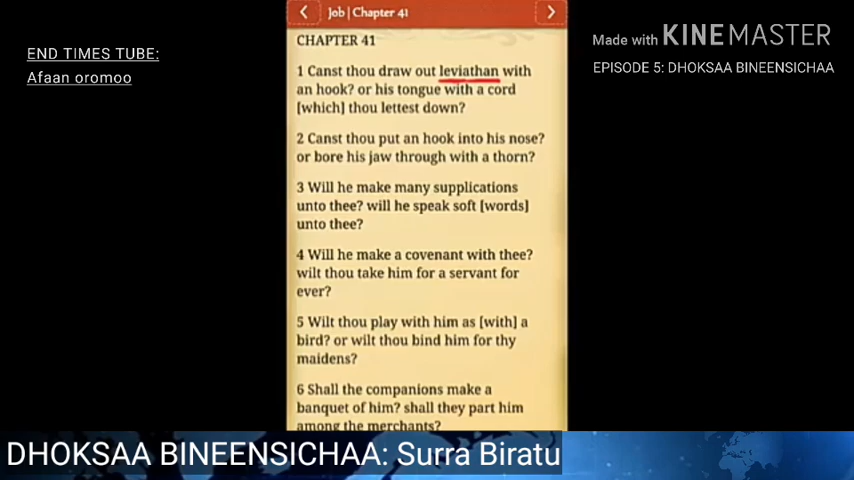 Job | Chapter 41
END TIMES TUBE:
Afaan oromoo
Made with KINEMASTER
EPISODE 5: DHOKSAA BINEENSICHAA
CHAPTER 41
1 Canst thou draw out leviathan with
an hook? or his tongue with a cord
[which] thou lettest down?
2 Canst thou put an hook into his nose?
or bore his jaw through with a thorn?
3 Will he make many supplications
unto thee? will he speak soft [words]
unto thee?
4 Will he make a covenant with thee?
wilt thou take him for a servant for
ever?
5 Wilt thou play with him as [with] a
bird? or wilt thou bind him for thy
maidens?
6 Shall the companions make a
banquet of him? shall they part him
among the merchants?
DHOKSAA BINEENSICHAA: Surra Biratu